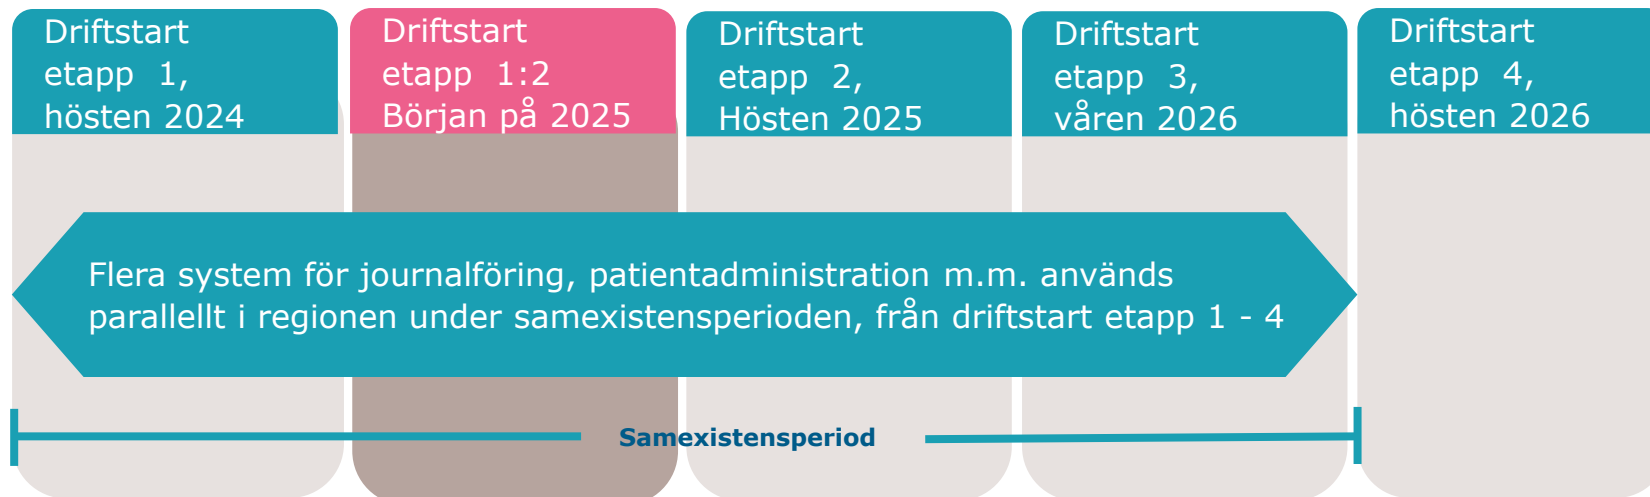 Driftstart
etapp 1,
hösten 2024
Driftstart
etapp 1:2
Början på 2025
Driftstart
etapp 2,
Hösten 2025
Driftstart
etapp 3,
våren 2026
Driftstart
etapp 4,
hösten 2026
Flera system för journalföring, patientadministration m.m. används
parallellt i regionen under samexistensperioden, från driftstart etapp 1 - 4
Samexistensperiod